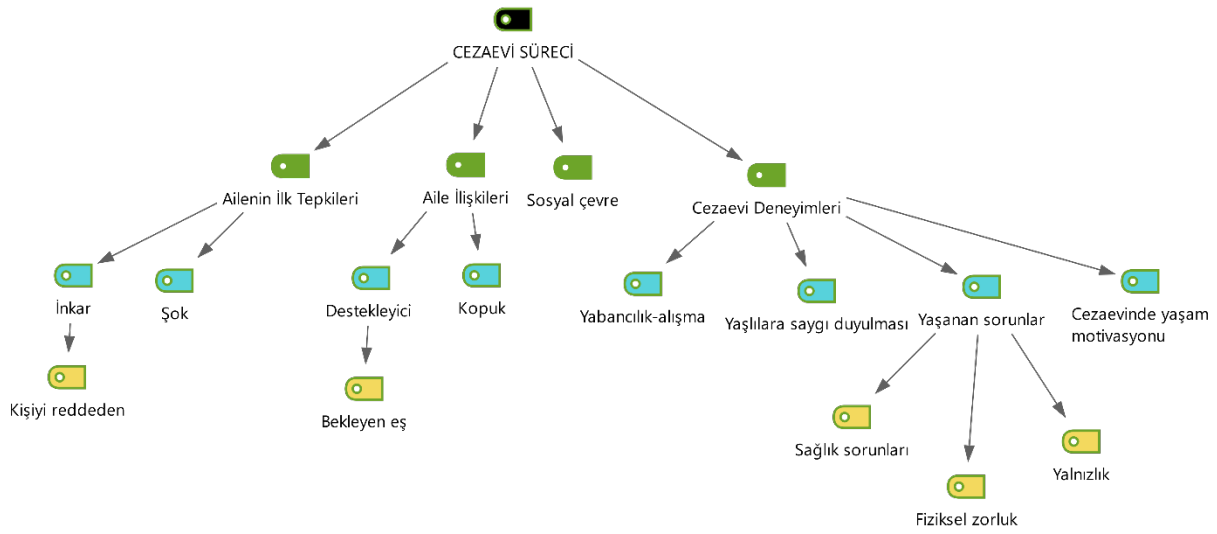 CEZAEVİ SÜRECİ
Ailenin İlk Tepkileri
Aile İlişkileri
Sosyal çevre
Cezaevi Deneyimleri
İnkar
Şok
Destekleyici
Kopuk
Yabancılık-alışma
Yaşlılara saygı duyulması
Yaşanan sorunlar
Cezaevinde yaşam
motivasyonu
Kişiyi reddeden
Bekleyen eş
Sağlık sorunları
Yalnızlık
Fiziksel zorluk